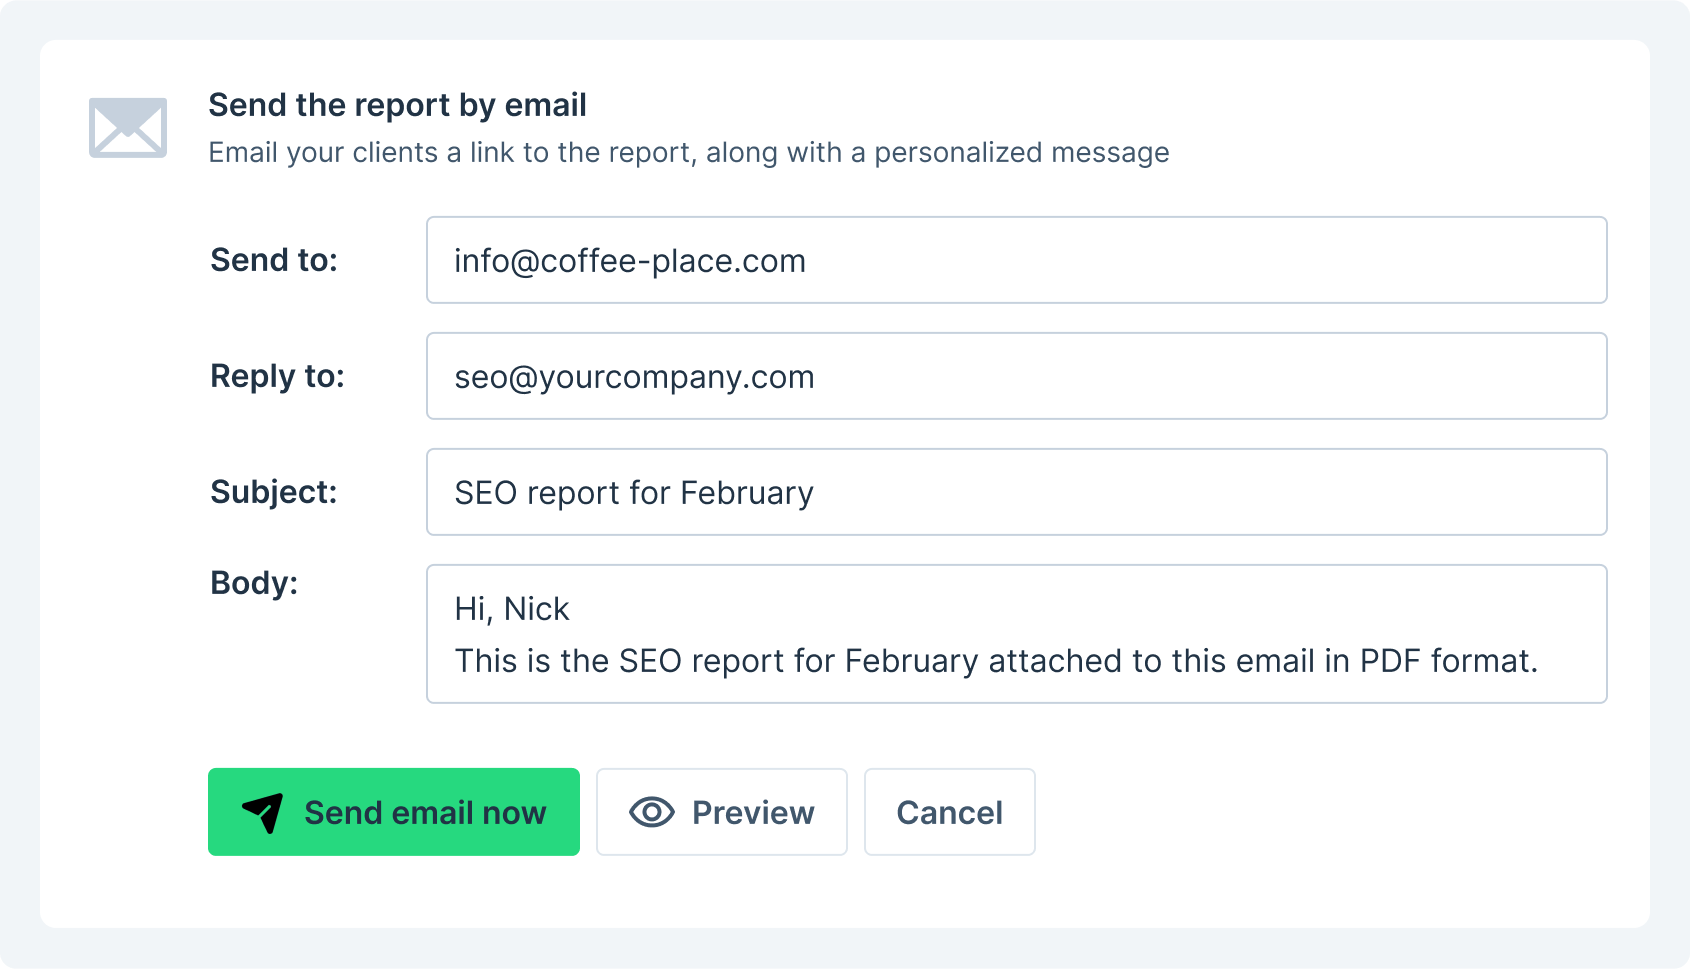 Send the report by email
Email your clients a link to the report, along with a personalized message
Send to:
info@coffee-place.com
Reply to:
seo@yourcompany.com
Subject:
SEO report for February
Body:
Hi, Nick
This is the SEO report for February attached to this email in PDF format.
Send email now
Preview
Cancel